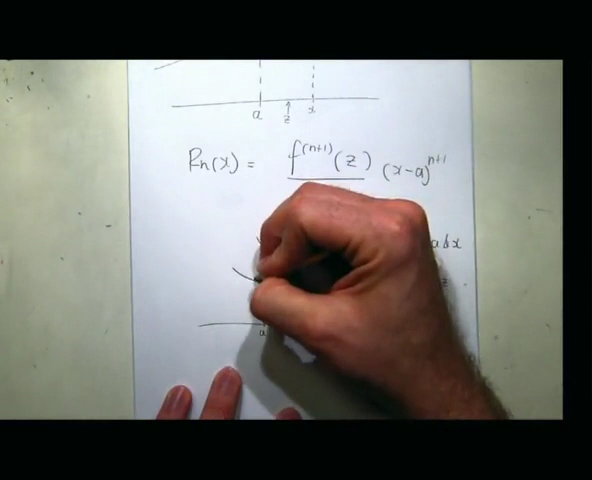 a z x
Rn(x) = f^(n+1)(z) (x-a)^n+1
a